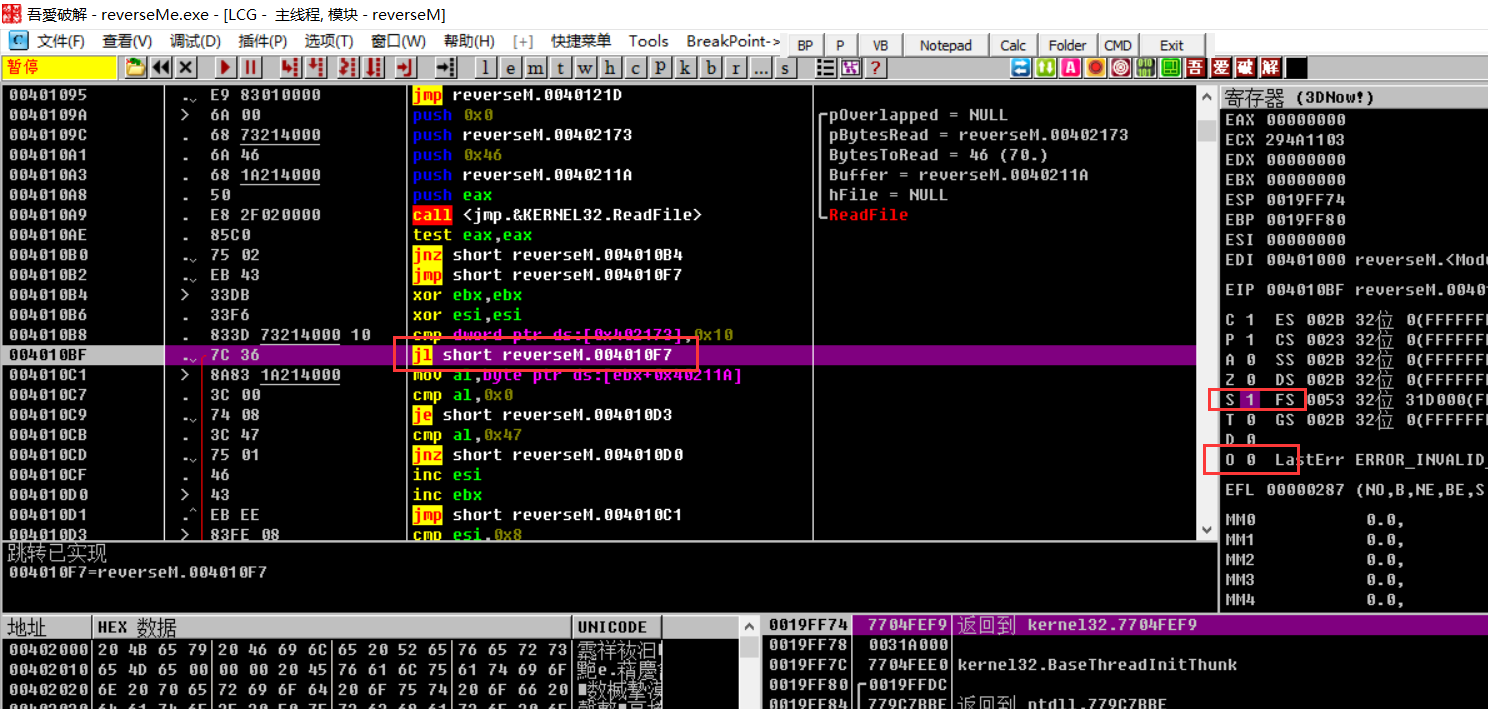 吾愛破解 - reverseMe.exe - [LCG - 主线程, 模块 - reverseM]
文件(F) 查看(V) 调试(D) 插件(P) 选项(T) 窗口(W) 帮助(H) [+] 快捷菜单 Tools BreakPoint-> BP P VB Notepad Calc Folder CMD Exit
暂停 l e m t w h c p k b r ... s ? 吾 爱 破 解
00401095 . E9 83010000 jmp reverseM.0040121D
0040109A > 6A 00 push 0x0 pOverlapped = NULL
0040109C . 68 73214000 push reverseM.00402173 pBytesRead = reverseM.00402173
004010A1 . 6A 46 push 0x46 BytesToRead = 46 (70.)
004010A3 . 68 1A214000 push reverseM.0040211A Buffer = reverseM.0040211A
004010A8 . 50 push eax hFile = NULL
004010A9 . E8 2F020000 call <jmp.&KERNEL32.ReadFile> ReadFile
004010AE . 85C0 test eax,eax
004010B0 . 75 02 jnz short reverseM.004010B4
004010B2 . EB 43 jmp short reverseM.004010F7
004010B4 > 33DB xor ebx,ebx
004010B6 . 33F6 xor esi,esi
004010B8 . 833D 73214000 10 cmp dword ptr ds:[0x402173],0x10
004010BF . 7C 36 jl short reverseM.004010F7
004010C1 > 8A83 1A214000 mov al,byte ptr ds:[ebx+0x40211A]
004010C7 . 3C 00 cmp al,0x0
004010C9 . 74 08 je short reverseM.004010D3
004010CB . 3C 47 cmp al,0x47
004010CD . 75 01 jnz short reverseM.004010D0
004010CF . 46 inc esi
004010D0 > 43 inc ebx
004010D1 .^ EB EE jmp short reverseM.004010C1
004010D3 > 83FE 08 cmp esi,0x8
寄存器 (3DNow!)
EAX 00000000
ECX 294A1103
EDX 00000000
EBX 00000000
ESP 0019FF74
EBP 0019FF80
ESI 00000000
EDI 00401000 reverseM.<Modu
EIP 004010BF reverseM.00401
C 1 ES 002B 32位 0(FFFFFFF
P 1 CS 0023 32位 0(FFFFFFF
A 0 SS 002B 32位 0(FFFFFFF
Z 0 DS 002B 32位 0(FFFFFFF
S 1 FS 0053 32位 31D000(FF
T 0 GS 002B 32位 0(FFFFFFF
D 0
O 0 LastErr ERROR_INVALID_
EFL 00000287 (NO,B,NE,BE,S
MM0 0.0,
MM1 0.0,
MM2 0.0,
MM3 0.0,
MM4 0.0,
跳转已实现
004010F7=reverseM.004010F7
地址 HEX 数据 UNICODE
00402000 20 4B 65 79 20 46 69 6C 65 20 52 65 76 65 72 73
00402010 65 4D 65 00 00 00 20 45 76 61 6C 75 61 74 69 6F
00402020 6E 20 70 65 72 69 6F 64 20 6F 75 74 20 6F 66 20
0019FF74 7704FEF9 返回到 kernel32.7704FEF9
0019FF78 0031A000
0019FF7C 7704FEE0 kernel32.BaseThreadInitThunk
0019FF80 0019FFDC
0019FF84 779C7BBE 返回到 ntdll.779C7BBE